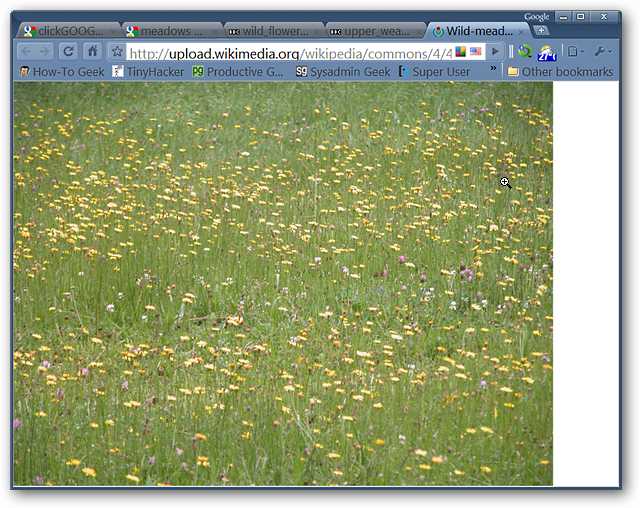 Google
clickGOOG... meadows ... wild_flower... upper_wea... Wild-mead...
http://upload.wikimedia.org/wikipedia/commons/4/4
How-To Geek TinyHacker Productive G... Sysadmin Geek Super User » Other bookmarks